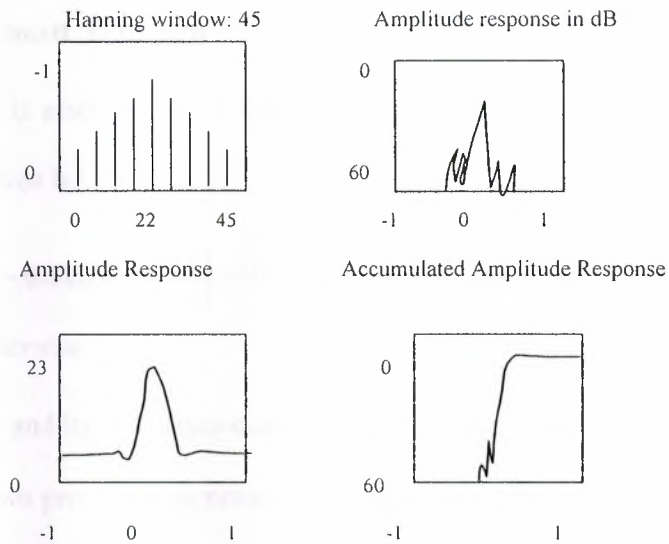 Hanning window: 45
Amplitude response in dB
-1
0
0 22 45
0
60
-1 0 1
Amplitude Response
Accumulated Amplitude Response
23
0
-1 0 1
0
60
-1 1